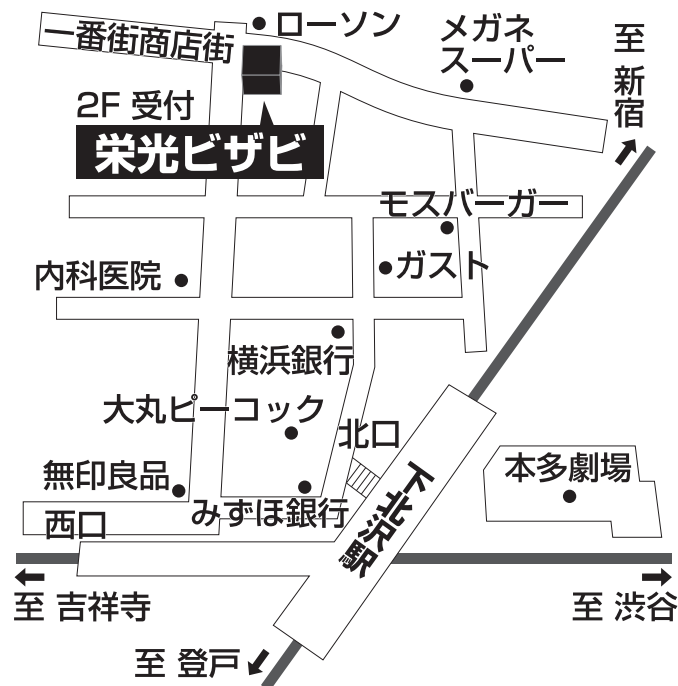 一番街商店街
ローソン
メガネ
スーパー
至 新宿
2F 受付
栄光ビザビ
モスバーガー
ガスト
内科医院
横浜銀行
大丸ピーコック
北口
無印良品
みずほ銀行
西口
下北沢駅
本多劇場
至 吉祥寺
至 渋谷
至 登戸